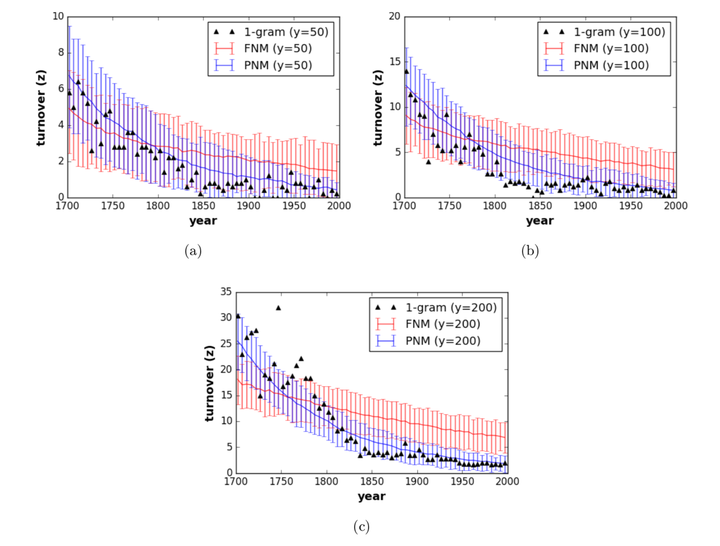 10
8
6
4
2
0
turnover (z)
1-gram (y=50)
FNM (y=50)
PNM (y=50)
1700 1750 1800 1850 1900 1950 2000
year
(a)
20
15
10
5
0
turnover (z)
1-gram (y=100)
FNM (y=100)
PNM (y=100)
1700 1750 1800 1850 1900 1950 2000
year
(b)
35
30
25
20
15
10
5
0
turnover (z)
1-gram (y=200)
FNM (y=200)
PNM (y=200)
1700 1750 1800 1850 1900 1950 2000
year
(c)